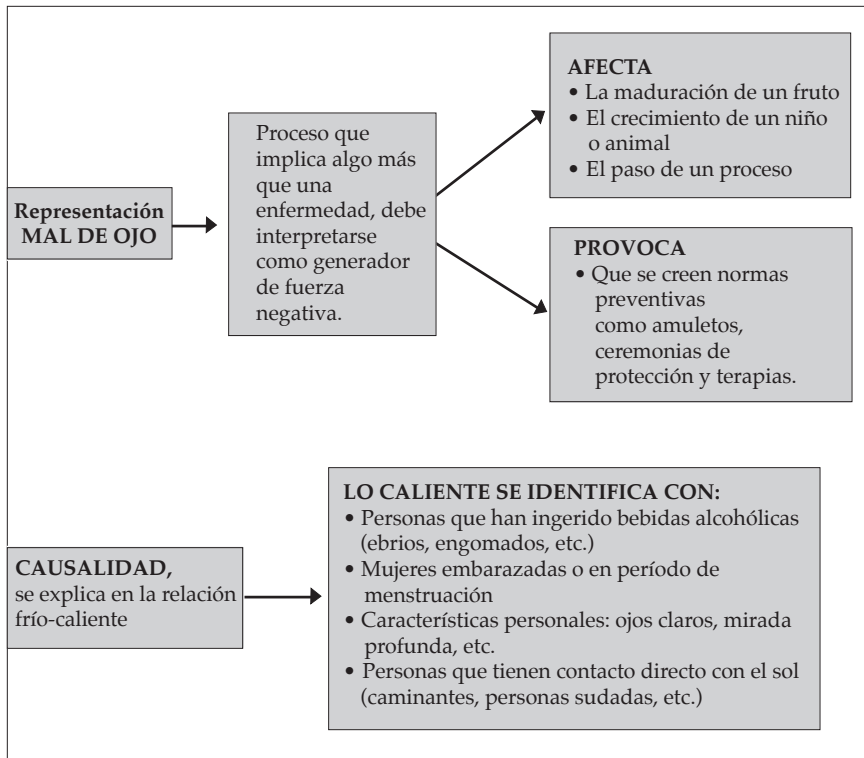 Representación
MAL DE OJO
Proceso que
implica algo más
que una
enfermedad, debe
interpretarse
como generador
de fuerza
negativa.
AFECTA
• La maduración de un fruto
• El crecimiento de un niño
o animal
• El paso de un proceso
PROVOCA
• Que se creen normas
preventivas
como amuletos,
ceremonias de
protección y terapias.
CAUSALIDAD,
se explica en la relación
frío-caliente
LO CALIENTE SE IDENTIFICA CON:
• Personas que han ingerido bebidas alcohólicas
(ebrios, engomados, etc.)
• Mujeres embarazadas o en período de
menstruación
• Características personales: ojos claros, mirada
profunda, etc.
• Personas que tienen contacto directo con el sol
(caminantes, personas sudadas, etc.)